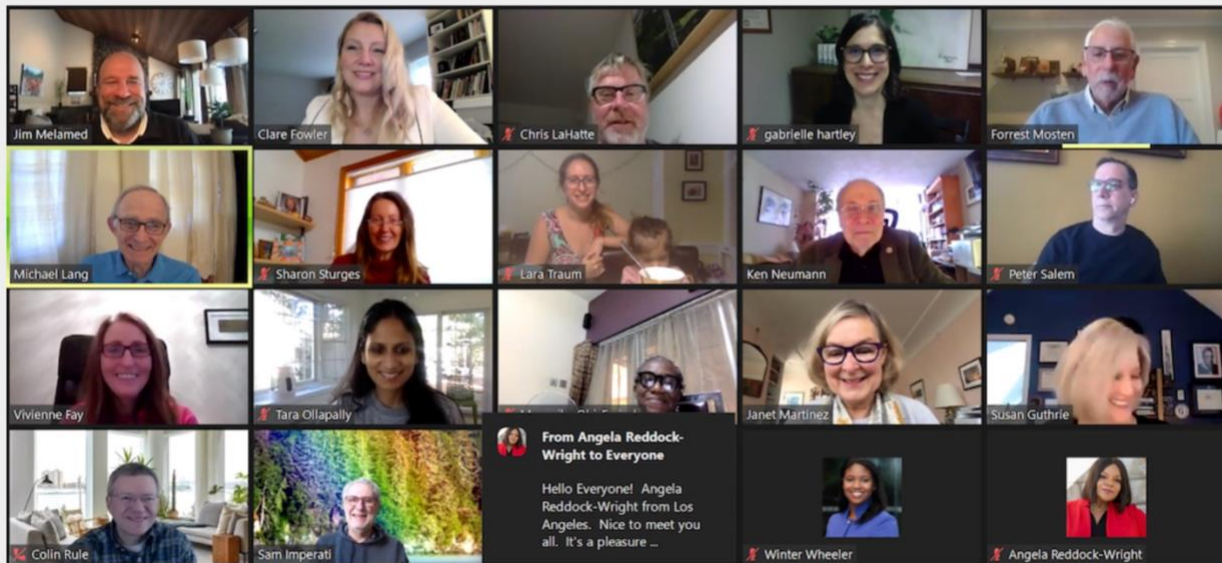 Jim Melamed
Clare Fowler
Chris LaHatte
gabrielle hartley
Forrest Mosten
Michael Lang
Sharon Sturges
Lara Traum
Ken Neumann
Peter Salem
Vivienne Fay
Tara Ollapally
Janet Martinez
Susan Guthrie
Colin Rule
Sam Imperati
From Angela Reddock-
Wright to Everyone
Hello Everyone! Angela
Reddock-Wright from Los
Angeles. Nice to meet you
all. It's a pleasure ...
Winter Wheeler
Angela Reddock-Wright